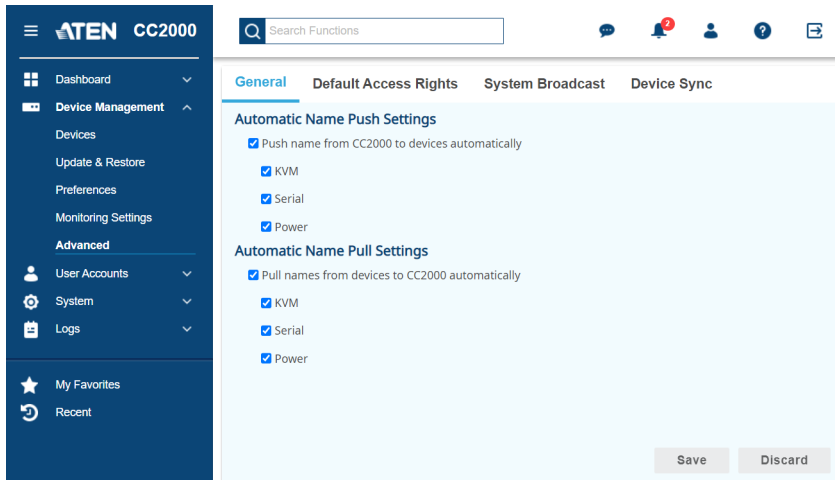 ATEN CC2000
Search Functions
2
Dashboard
Device Management
Devices
Update & Restore
Preferences
Monitoring Settings
Advanced
User Accounts
System
Logs
My Favorites
Recent
General Default Access Rights System Broadcast Device Sync
Automatic Name Push Settings
Push name from CC2000 to devices automatically
KVM
Serial
Power
Automatic Name Pull Settings
Pull names from devices to CC2000 automatically
KVM
Serial
Power
Save Discard